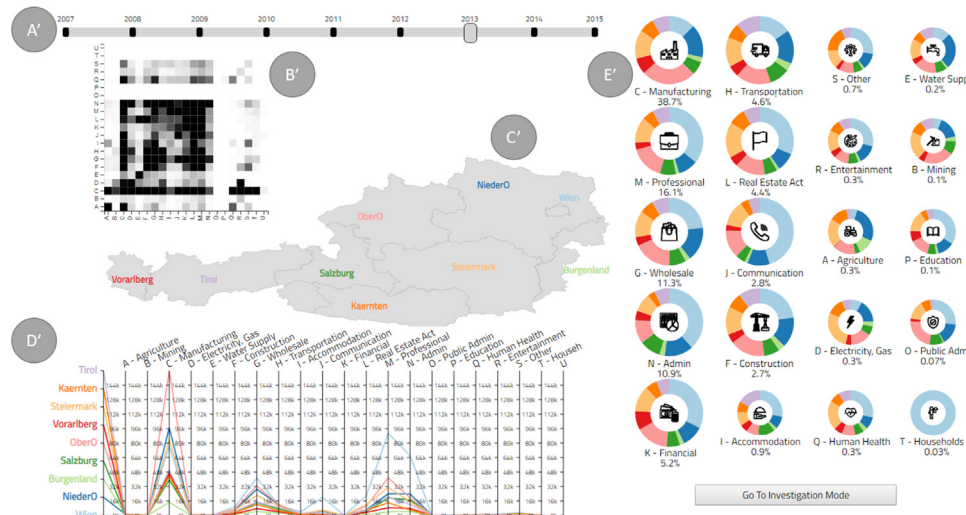 2007 2008 2009 2010 2011 2012 2013 2014 2015
A'
B'
E'
C'
D'
U
T
S
R
Q
P
O
N
M
L
K
J
I
H
G
F
E
D
C
B
A
A B C D E F G H I J K L M N O P Q R S T U
NiederO
Wien
OberO
Vorarlberg
Tirol
Salzburg
Steiermark
Burgenland
Kaernten
A - Agriculture
B - Mining
C - Manufacturing
D - Electricity, Gas
E - Water Supply
F - Construction
G - Wholesale
H - Transportation
I - Accommodation
J - Communication
K - Financial
L - Real Estate Act
M - Professional
N - Admin
O - Public Admin
P - Education
Q - Human Health
R - Entertainment
S - Other
T - Househ
U
Tirol
Kaernten
Steiermark
Vorarlberg
OberO
Salzburg
Burgenland
NiederO
Wien
144k
128k
112k
96k
80k
64k
48k
32k
16k
C - Manufacturing
38.7%
H - Transportation
4.6%
S - Other
0.7%
E - Water Supp
0.2%
M - Professional
16.1%
L - Real Estate Act
4.4%
R - Entertainment
0.3%
B - Mining
0.1%
G - Wholesale
11.3%
J - Communication
2.8%
A - Agriculture
0.3%
P - Education
0.1%
N - Admin
10.9%
F - Construction
2.7%
D - Electricity, Gas
0.3%
O - Public Admi
0.07%
K - Financial
5.2%
I - Accommodation
0.9%
Q - Human Health
0.3%
T - Households
0.03%
Go To Investigation Mode